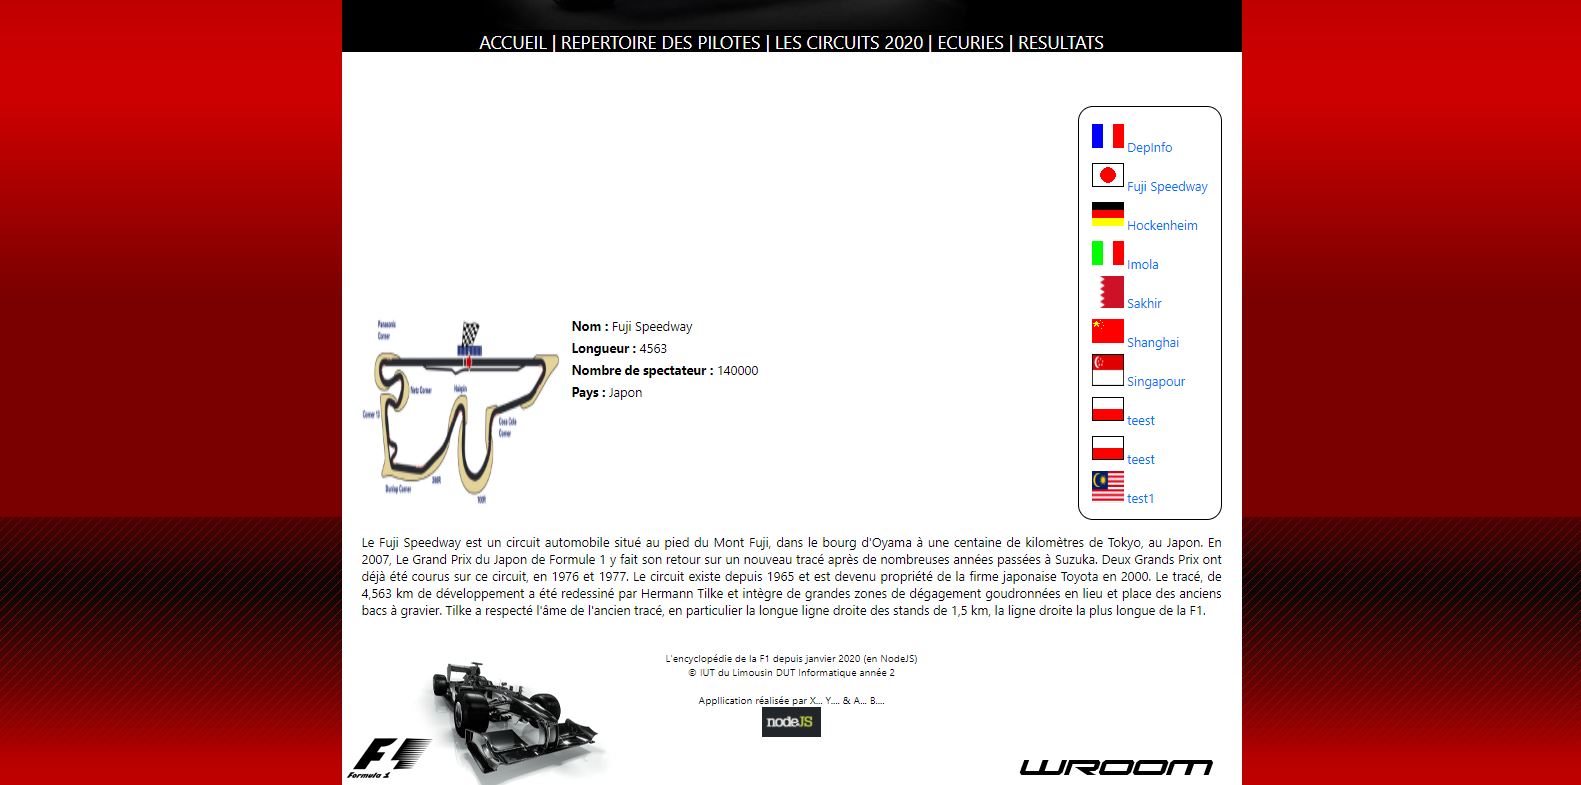 ACCUEIL | REPERTOIRE DES PILOTES | LES CIRCUITS 2020 | ECURIES | RESULTATS
DepInfo
Fuji Speedway
Hockenheim
Imola
Sakhir
Shanghai
Singapour
teest
teest
test1
Panasonic
Corner
Netz Corner
Hairpin
Corner 13
Coca Cola
Corner
300R
Dunlop Corner
100R
Nom : Fuji Speedway
Longueur : 4563
Nombre de spectateur : 140000
Pays : Japon
Le Fuji Speedway est un circuit automobile situé au pied du Mont Fuji, dans le bourg d'Oyama à une centaine de kilomètres de Tokyo, au Japon. En
2007, Le Grand Prix du Japon de Formule 1 y fait son retour sur un nouveau tracé après de nombreuses années passées à Suzuka. Deux Grands Prix ont
déjà été courus sur ce circuit, en 1976 et 1977. Le circuit existe depuis 1965 et est devenu propriété de la firme japonaise Toyota en 2000. Le tracé, de
4,563 km de développement a été redessiné par Hermann Tilke et intègre de grandes zones de dégagement goudronnées en lieu et place des anciens
bacs à gravier. Tilke a respecté l'âme de l'ancien tracé, en particulier la longue ligne droite des stands de 1,5 km, la ligne droite la plus longue de la F1.
L'encyclopédie de la F1 depuis janvier 2020 (en NodeJS)
© IUT du Limousin DUT Informatique année 2
Appllication réalisée par X... Y.... & A... B....
nodeJS
F1
Formula 1
WROOM